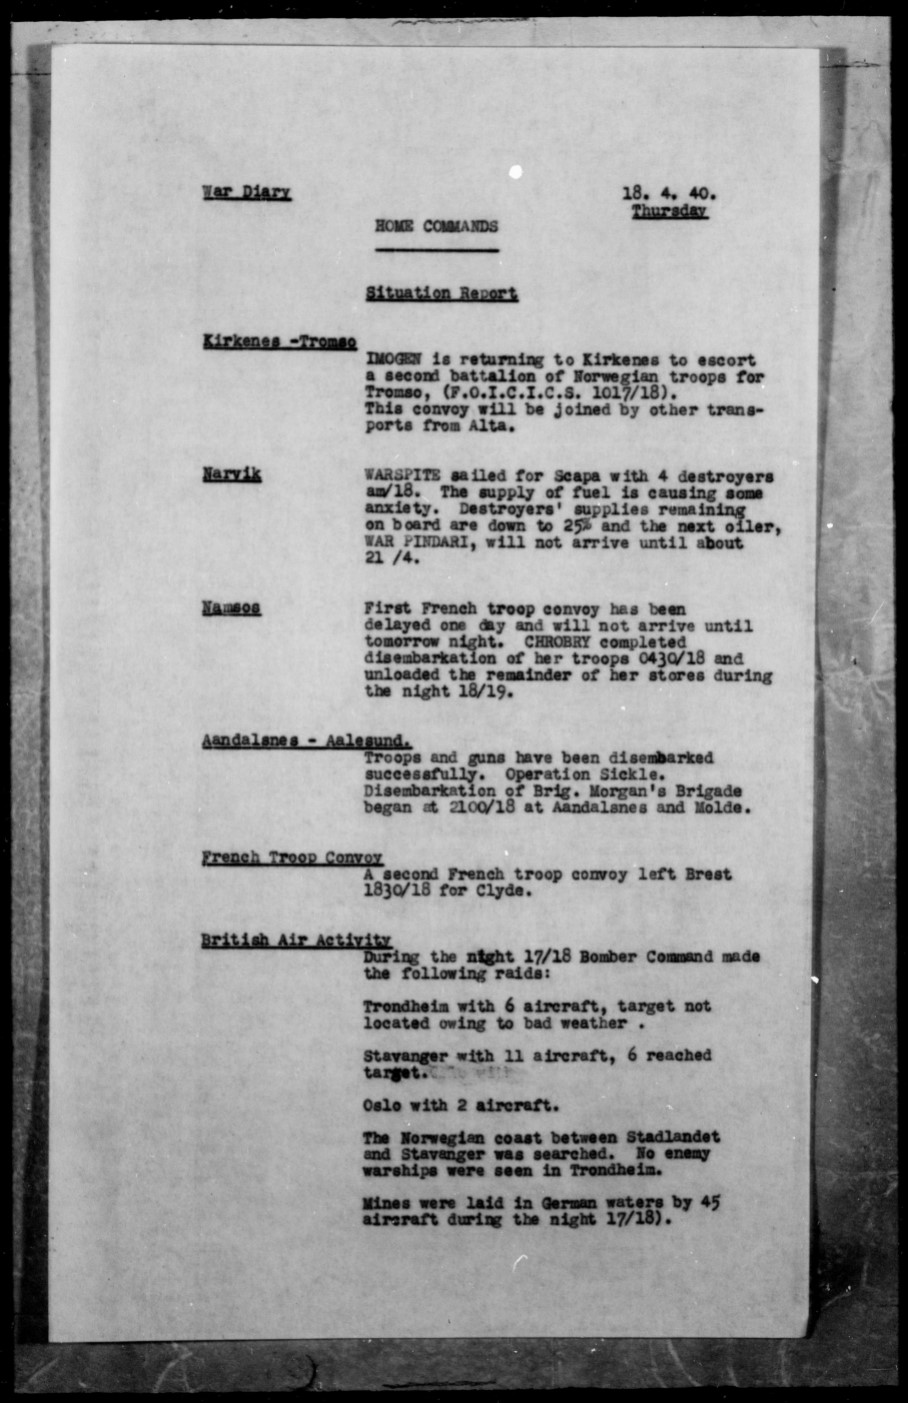 War Diary
18. 4. 40.
Thursday
HOME COMMANDS
Situation Report
Kirkenes -Tromso
IMOGEN is returning to Kirkenes to escort
a second battalion of Norwegian troops for
Tromso, (F.O.I.C.I.C.S. 1017/18).
This convoy will be joined by other trans-
ports from Alta.
Narvik
WARSPITE sailed for Scapa with 4 destroyers
am/18. The supply of fuel is causing some
anxiety. Destroyers' supplies remaining
on board are down to 25% and the next oiler,
WAR PINDARI, will not arrive until about
21 /4.
Namsos
First French troop convoy has been
delayed one day and will not arrive until
tomorrow night. CHROBRY completed
disembarkation of her troops 0430/18 and
unloaded the remainder of her stores during
the night 18/19.
Aandalsnes - Aalesund.
Troops and guns have been disembarked
successfully. Operation Sickle.
Disembarkation of Brig. Morgan's Brigade
began at 2100/18 at Aandalsnes and Molde.
French Troop Convoy
A second French troop convoy left Brest
1830/18 for Clyde.
British Air Activity
During the night 17/18 Bomber Command made
the following raids:
Trondheim with 6 aircraft, target not
located owing to bad weather .
Stavanger with 11 aircraft, 6 reached
target.
Oslo with 2 aircraft.
The Norwegian coast between Stadlandet
and Stavanger was searched. No enemy
warships were seen in Trondheim.
Mines were laid in German waters by 45
aircraft during the night 17/18).